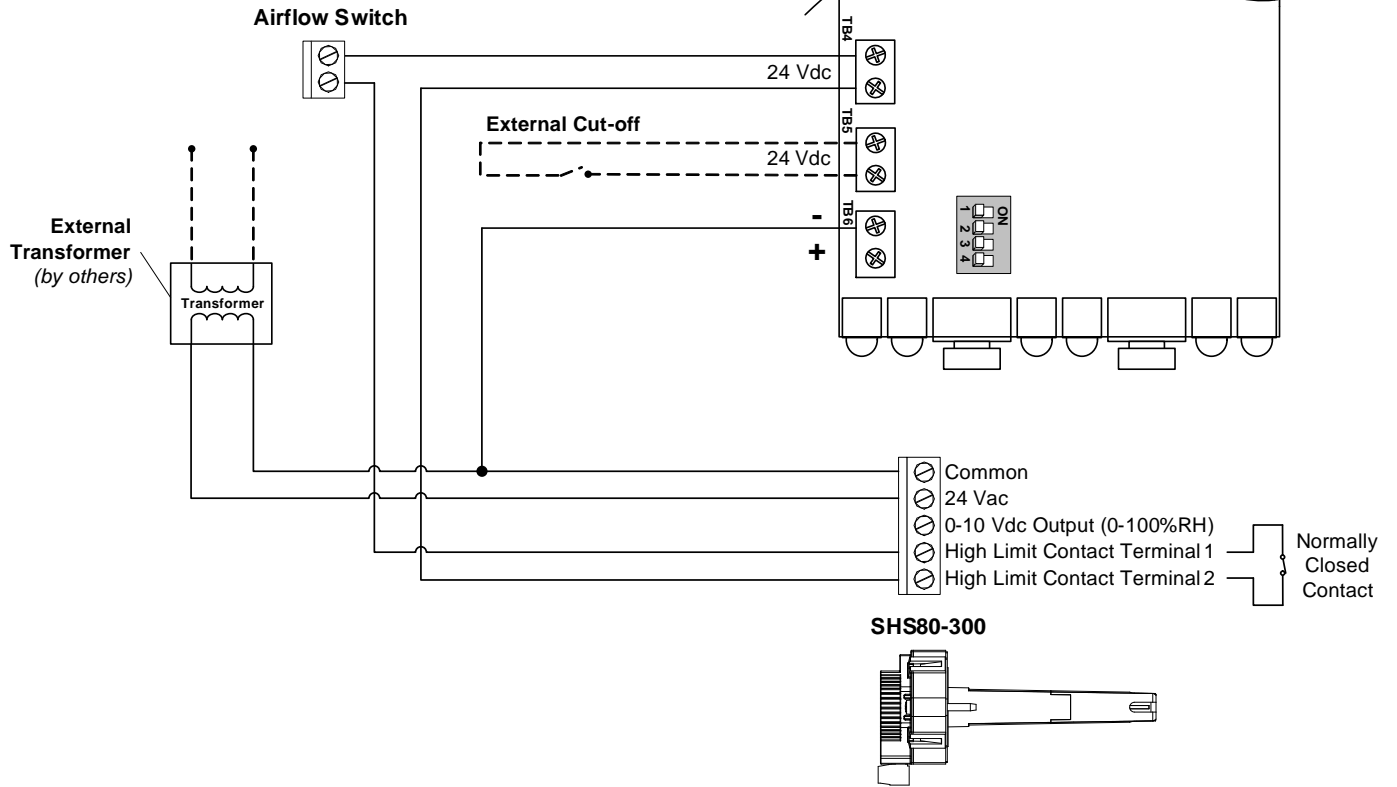 Airflow Switch
TB4
24 Vdc
External Cut-off
TB5
24 Vdc
TB6
-
+
ON
1
2
3
4
External
Transformer
(by others)
Transformer
Common
24 Vac
0-10 Vdc Output (0-100%RH)
High Limit Contact Terminal 1
High Limit Contact Terminal 2
Normally
Closed
Contact
SHS80-300